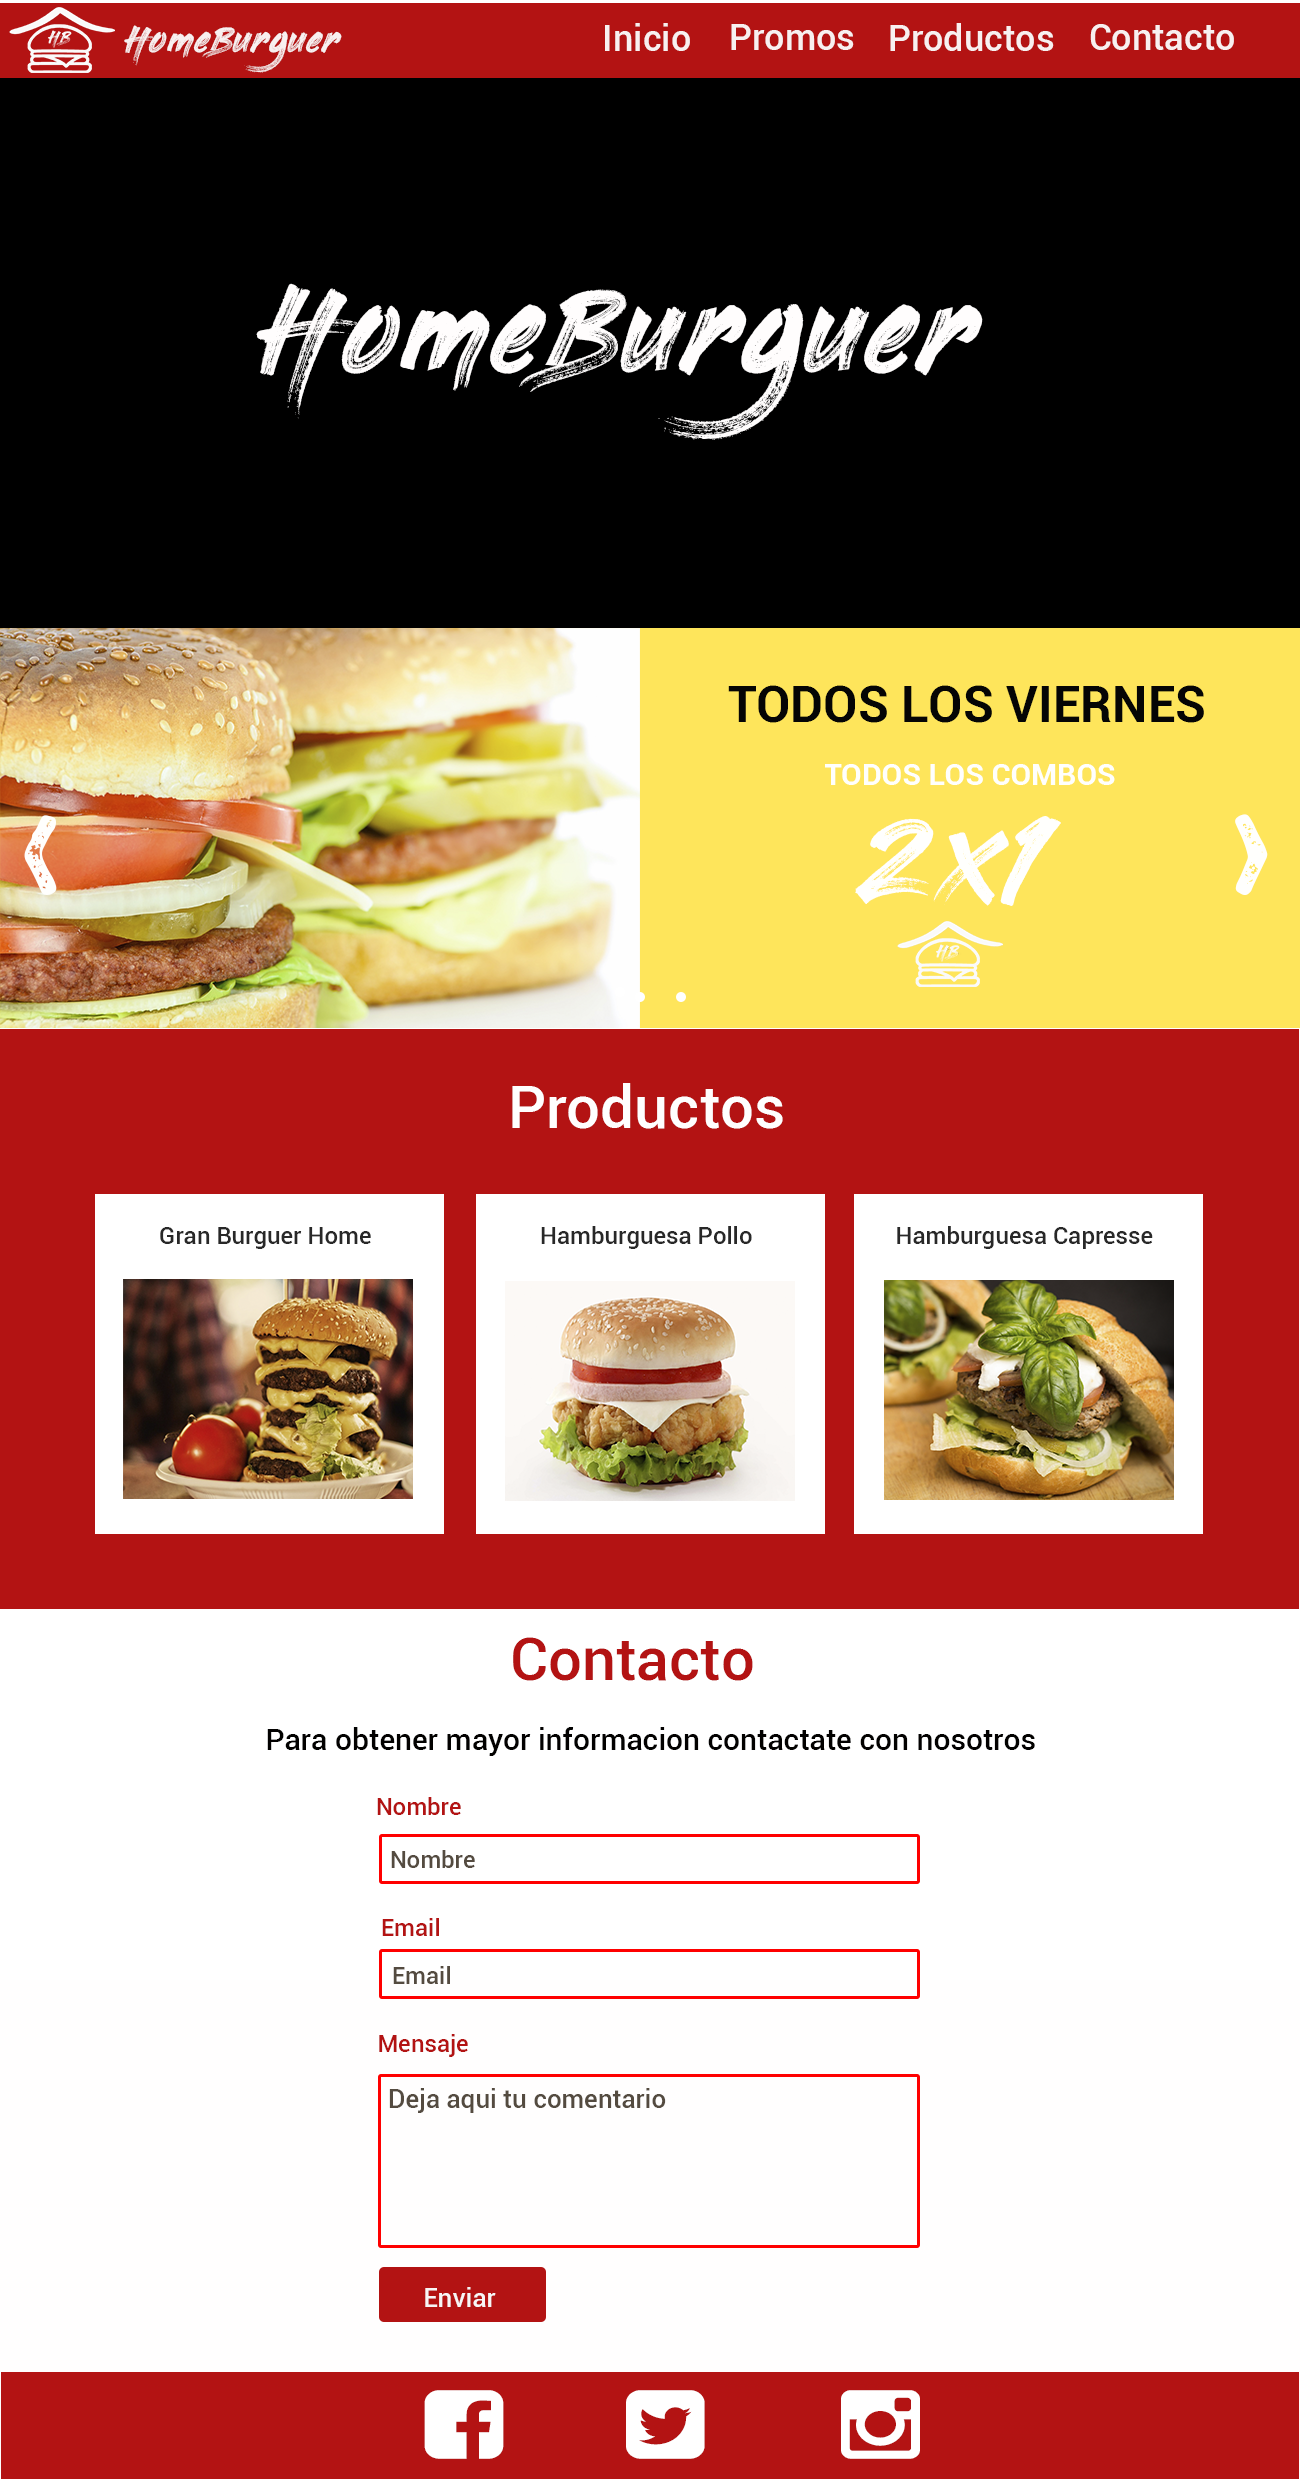 HB HomeBurguer Inicio Promos Productos Contacto
HomeBurguer
TODOS LOS VIERNES
TODOS LOS COMBOS
2x1
HB
Productos
Gran Burguer Home
Hamburguesa Pollo
Hamburguesa Capresse
Contacto
Para obtener mayor informacion contactate con nosotros
Nombre
Nombre
Email
Email
Mensaje
Deja aqui tu comentario
Enviar